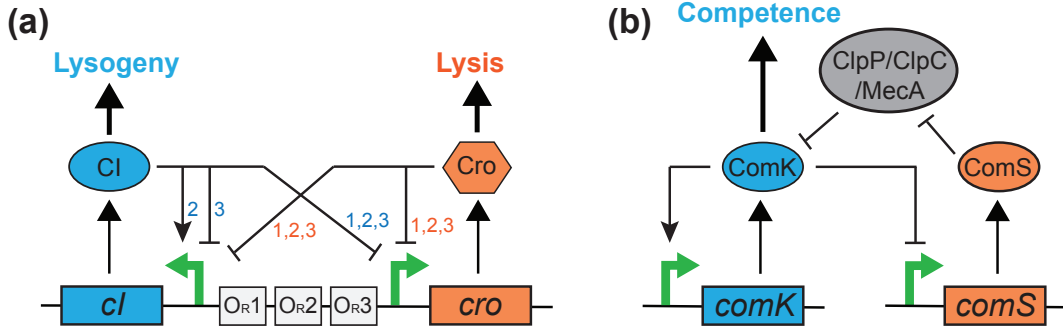 (a)
Lysogeny
Lysis
CI
Cro
2
3
1,2,3
1,2,3
1,2,3
cI
OR1
OR2
OR3
cro
(b)
Competence
ClpP/ClpC
/MecA
ComK
ComS
comK
comS